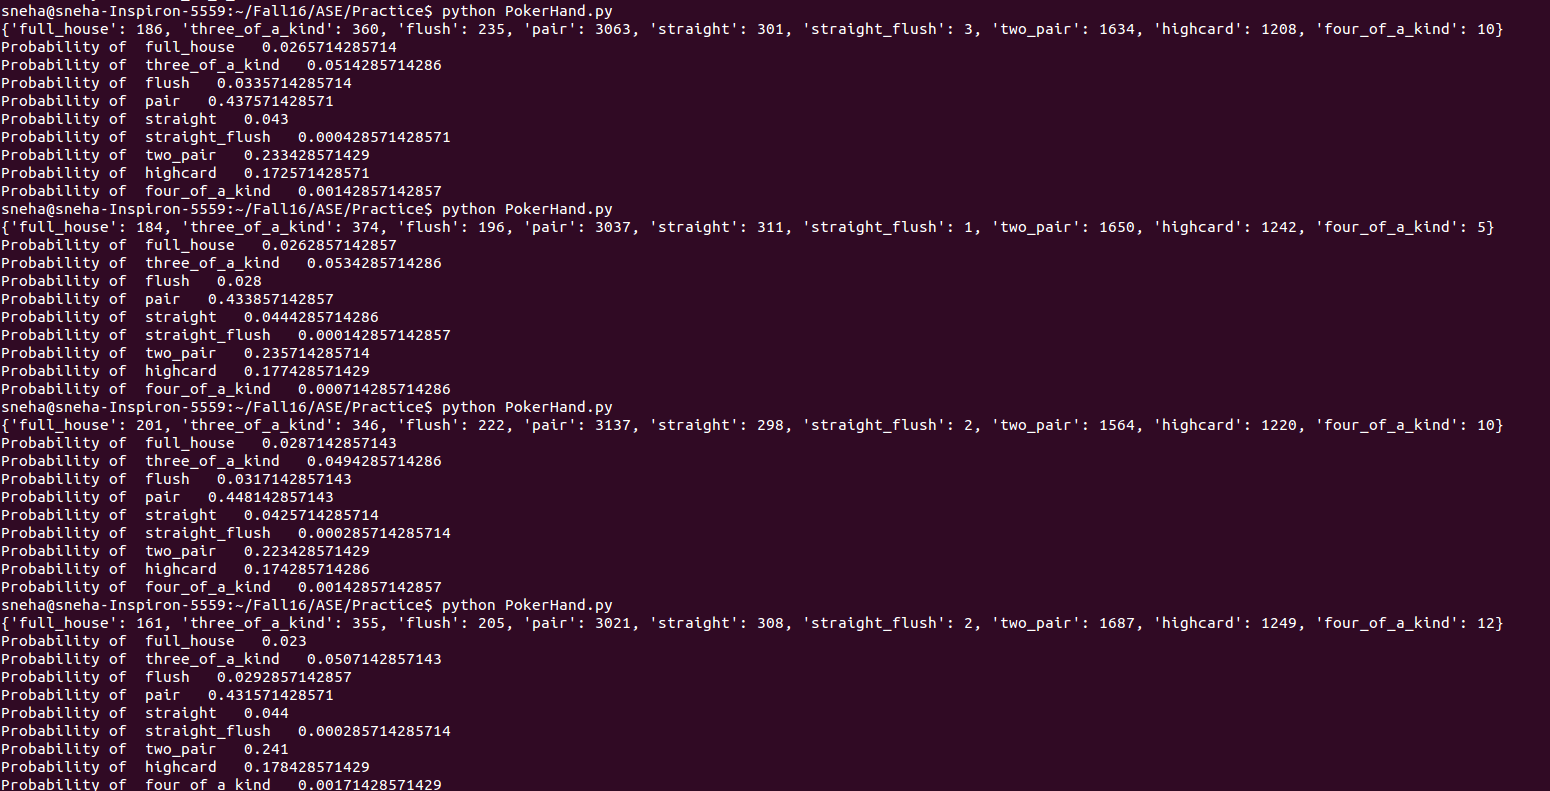 sneha@sneha-Inspiron-5559:~/Fall16/ASE/Practice$ python PokerHand.py
{'full_house': 186, 'three_of_a_kind': 360, 'flush': 235, 'pair': 3063, 'straight': 301, 'straight_flush': 3, 'two_pair': 1634, 'highcard': 1208, 'four_of_a_kind': 10}
Probability of  full_house   0.0265714285714
Probability of  three_of_a_kind   0.0514285714286
Probability of  flush   0.0335714285714
Probability of  pair   0.437571428571
Probability of  straight   0.043
Probability of  straight_flush   0.000428571428571
Probability of  two_pair   0.233428571429
Probability of  highcard   0.172571428571
Probability of  four_of_a_kind   0.00142857142857
sneha@sneha-Inspiron-5559:~/Fall16/ASE/Practice$ python PokerHand.py
{'full_house': 184, 'three_of_a_kind': 374, 'flush': 196, 'pair': 3037, 'straight': 311, 'straight_flush': 1, 'two_pair': 1650, 'highcard': 1242, 'four_of_a_kind': 5}
Probability of  full_house   0.0262857142857
Probability of  three_of_a_kind   0.0534285714286
Probability of  flush   0.028
Probability of  pair   0.433857142857
Probability of  straight   0.0444285714286
Probability of  straight_flush   0.000142857142857
Probability of  two_pair   0.235714285714
Probability of  highcard   0.177428571429
Probability of  four_of_a_kind   0.000714285714286
sneha@sneha-Inspiron-5559:~/Fall16/ASE/Practice$ python PokerHand.py
{'full_house': 201, 'three_of_a_kind': 346, 'flush': 222, 'pair': 3137, 'straight': 298, 'straight_flush': 2, 'two_pair': 1564, 'highcard': 1220, 'four_of_a_kind': 10}
Probability of  full_house   0.0287142857143
Probability of  three_of_a_kind   0.0494285714286
Probability of  flush   0.0317142857143
Probability of  pair   0.448142857143
Probability of  straight   0.0425714285714
Probability of  straight_flush   0.000285714285714
Probability of  two_pair   0.223428571429
Probability of  highcard   0.174285714286
Probability of  four_of_a_kind   0.00142857142857
sneha@sneha-Inspiron-5559:~/Fall16/ASE/Practice$ python PokerHand.py
{'full_house': 161, 'three_of_a_kind': 355, 'flush': 205, 'pair': 3021, 'straight': 308, 'straight_flush': 2, 'two_pair': 1687, 'highcard': 1249, 'four_of_a_kind': 12}
Probability of  full_house   0.023
Probability of  three_of_a_kind   0.0507142857143
Probability of  flush   0.0292857142857
Probability of  pair   0.431571428571
Probability of  straight   0.044
Probability of  straight_flush   0.000285714285714
Probability of  two_pair   0.241
Probability of  highcard   0.178428571429
Probability of  four_of_a_kind   0.00171428571429